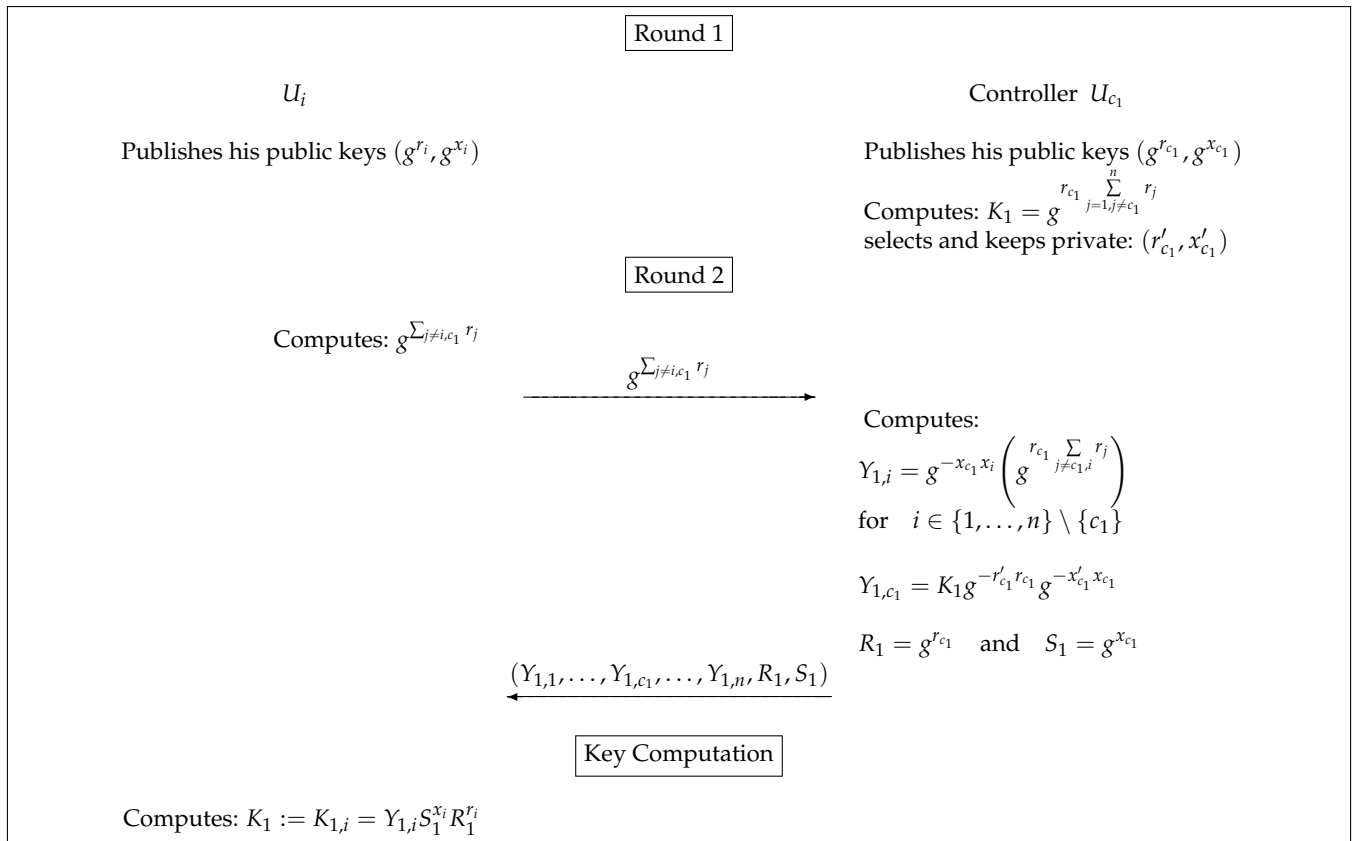 Round 1
$U_i$ Controller $U_{c_1}$
Publishes his public keys $(g^{r_i}, g^{x_i})$ Publishes his public keys $(g^{r_{c_1}}, g^{x_{c_1}})$
Computes: $K_1 = g^{r_{c_1} \sum_{j=1, j \neq c_1}^{n} r_j}$
selects and keeps private: $(r'_{c_1}, x'_{c_1})$
Round 2
Computes: $g^{\sum_{j \neq i, c_1} r_j}$
$g^{\sum_{j \neq i, c_1} r_j}$
Computes:
$Y_{1,i} = g^{-x_{c_1} x_i} \left( g^{r_{c_1} \sum_{j \neq c_1, i} r_j} \right)$
for $i \in \{1, \ldots, n\} \setminus \{c_1\}$
$Y_{1,c_1} = K_1 g^{-r'_{c_1} r_{c_1}} g^{-x'_{c_1} x_{c_1}}$
$R_1 = g^{r_{c_1}}$ and $S_1 = g^{x_{c_1}}$
$(Y_{1,1}, \ldots, Y_{1,c_1}, \ldots, Y_{1,n}, R_1, S_1)$
Key Computation
Computes: $K_1 := K_{1,i} = Y_{1,i} S_1^{x_i} R_1^{r_i}$